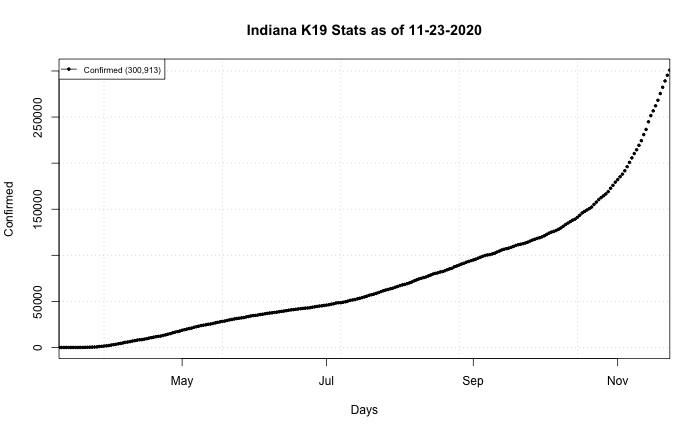 Indiana K19 Stats as of 11-23-2020
Confirmed (300,913)
250000
150000
50000
0
Confirmed
May Jul Sep Nov
Days